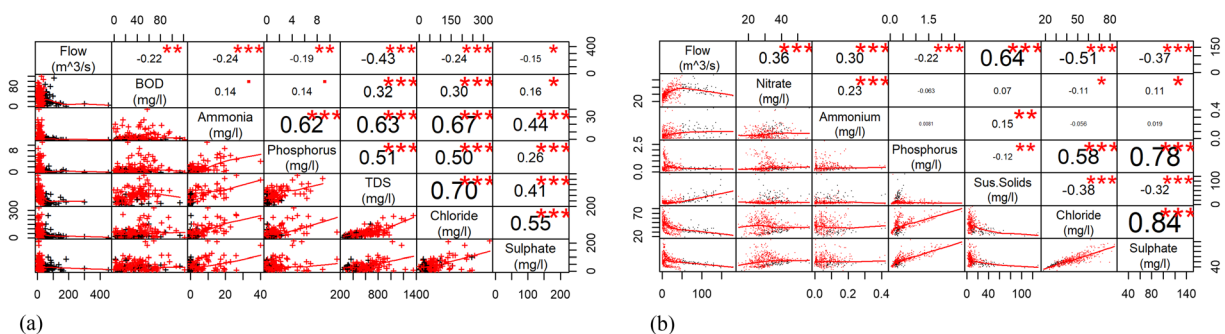 0 40 80 0 4 8 0 100 300
Flow (m^3/s) -0.22 ** -0.24 *** -0.19 ** -0.43 *** -0.24 *** -0.15 * 0 400
0 80 BOD (mg/l) 0.14 0.14 0.32 *** 0.30 *** 0.16 *
Ammonia (mg/l) 0.62 *** 0.63 *** 0.67 *** 0.44 *** 0 30
0 8 Phosphorus (mg/l) 0.51 *** 0.50 *** 0.26 ***
TDS (mg/l) 0.70 *** 0.41 *** 200
0 300 Chloride (mg/l) 0.55 ***
Sulphate (mg/l) 0 200
0 200 400 0 20 40 200 800 1400 0 100 200
(a)
20 40 0.0 1.5 20 50 80
Flow (m^3/s) 0.36 *** 0.30 *** -0.22 *** 0.64 *** -0.51 *** -0.37 *** 0 150
20 Nitrate (mg/l) 0.23 *** -0.063 0.07 -0.11 * 0.11 *
Ammonium (mg/l) 0.0081 0.15 ** -0.056 0.019 0.0 0.4
0.0 2.5 Phosphorus (mg/l) -0.12 ** 0.58 *** 0.78 ***
Sus.Solids (mg/l) -0.38 *** -0.32 *** 0 100
20 70 Chloride (mg/l) 0.84 ***
Sulphate (mg/l) 40
0 100 0.0 0.2 0.4 0 40 100 40 80 140
(b)